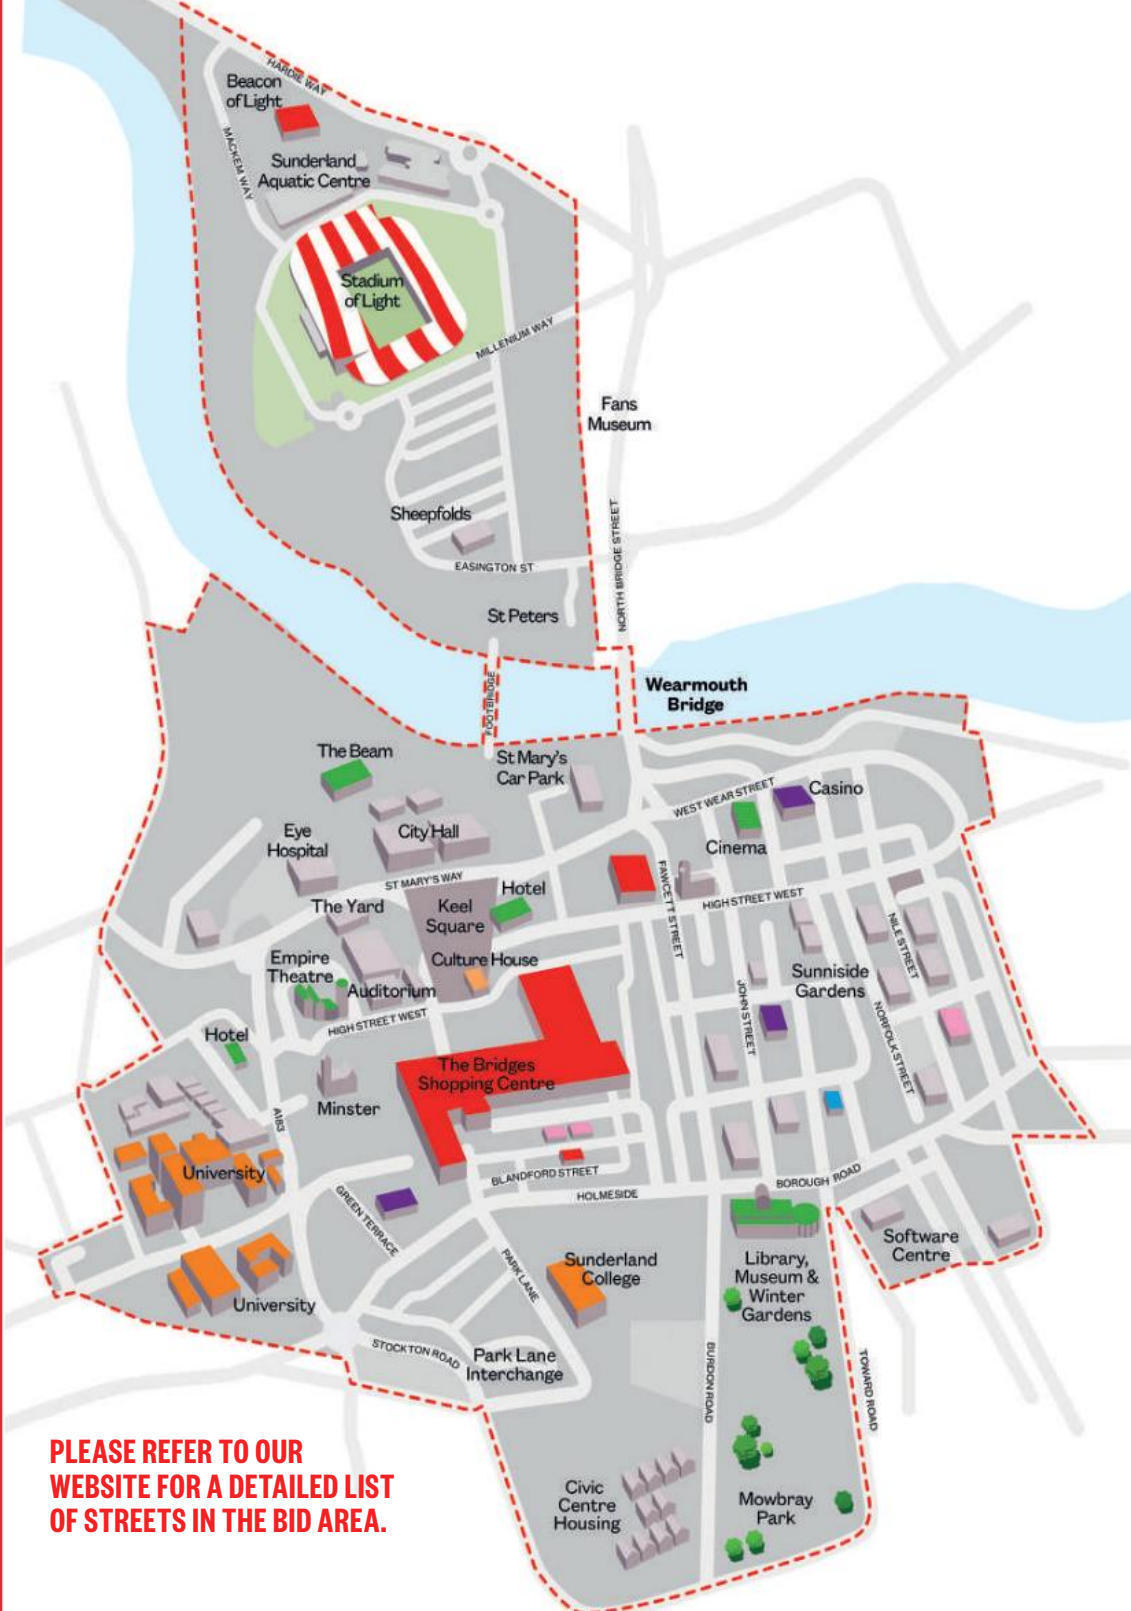 HARDIE WAY
Beacon
of Light
MACKEM WAY
Sunderland
Aquatic Centre
Stadium
of Light
MILLENIUM WAY
Fans
Museum
Sheepfolds
EASINGTON ST
NORTH BRIDGE STREET
St Peters
FOOTBRIDGE
Wearmouth
Bridge
The Beam
St Mary's
Car Park
WEST WEAR STREET
Casino
Eye
Hospital
City Hall
Cinema
ST MARY'S WAY
Hotel
FAWCETT STREET
HIGH STREET WEST
The Yard
Keel
Square
NILE STREET
Empire
Theatre
Culture House
Auditorium
Sunniside
Gardens
HIGH STREET WEST
JOHN STREET
NORFOLK STREET
Hotel
The Bridges
Shopping Centre
Minster
A183
University
BLANDFORD STREET
HOLMESIDE
BOROUGH ROAD
GREEN TERRACE
PARK LANE
Sunderland
College
Library,
Museum &
Winter
Gardens
Software
Centre
University
STOCKTON ROAD
Park Lane
Interchange
BURDON ROAD
TOWARD ROAD
PLEASE REFER TO OUR
WEBSITE FOR A DETAILED LIST
OF STREETS IN THE BID AREA.
Civic
Centre
Housing
Mowbray
Park